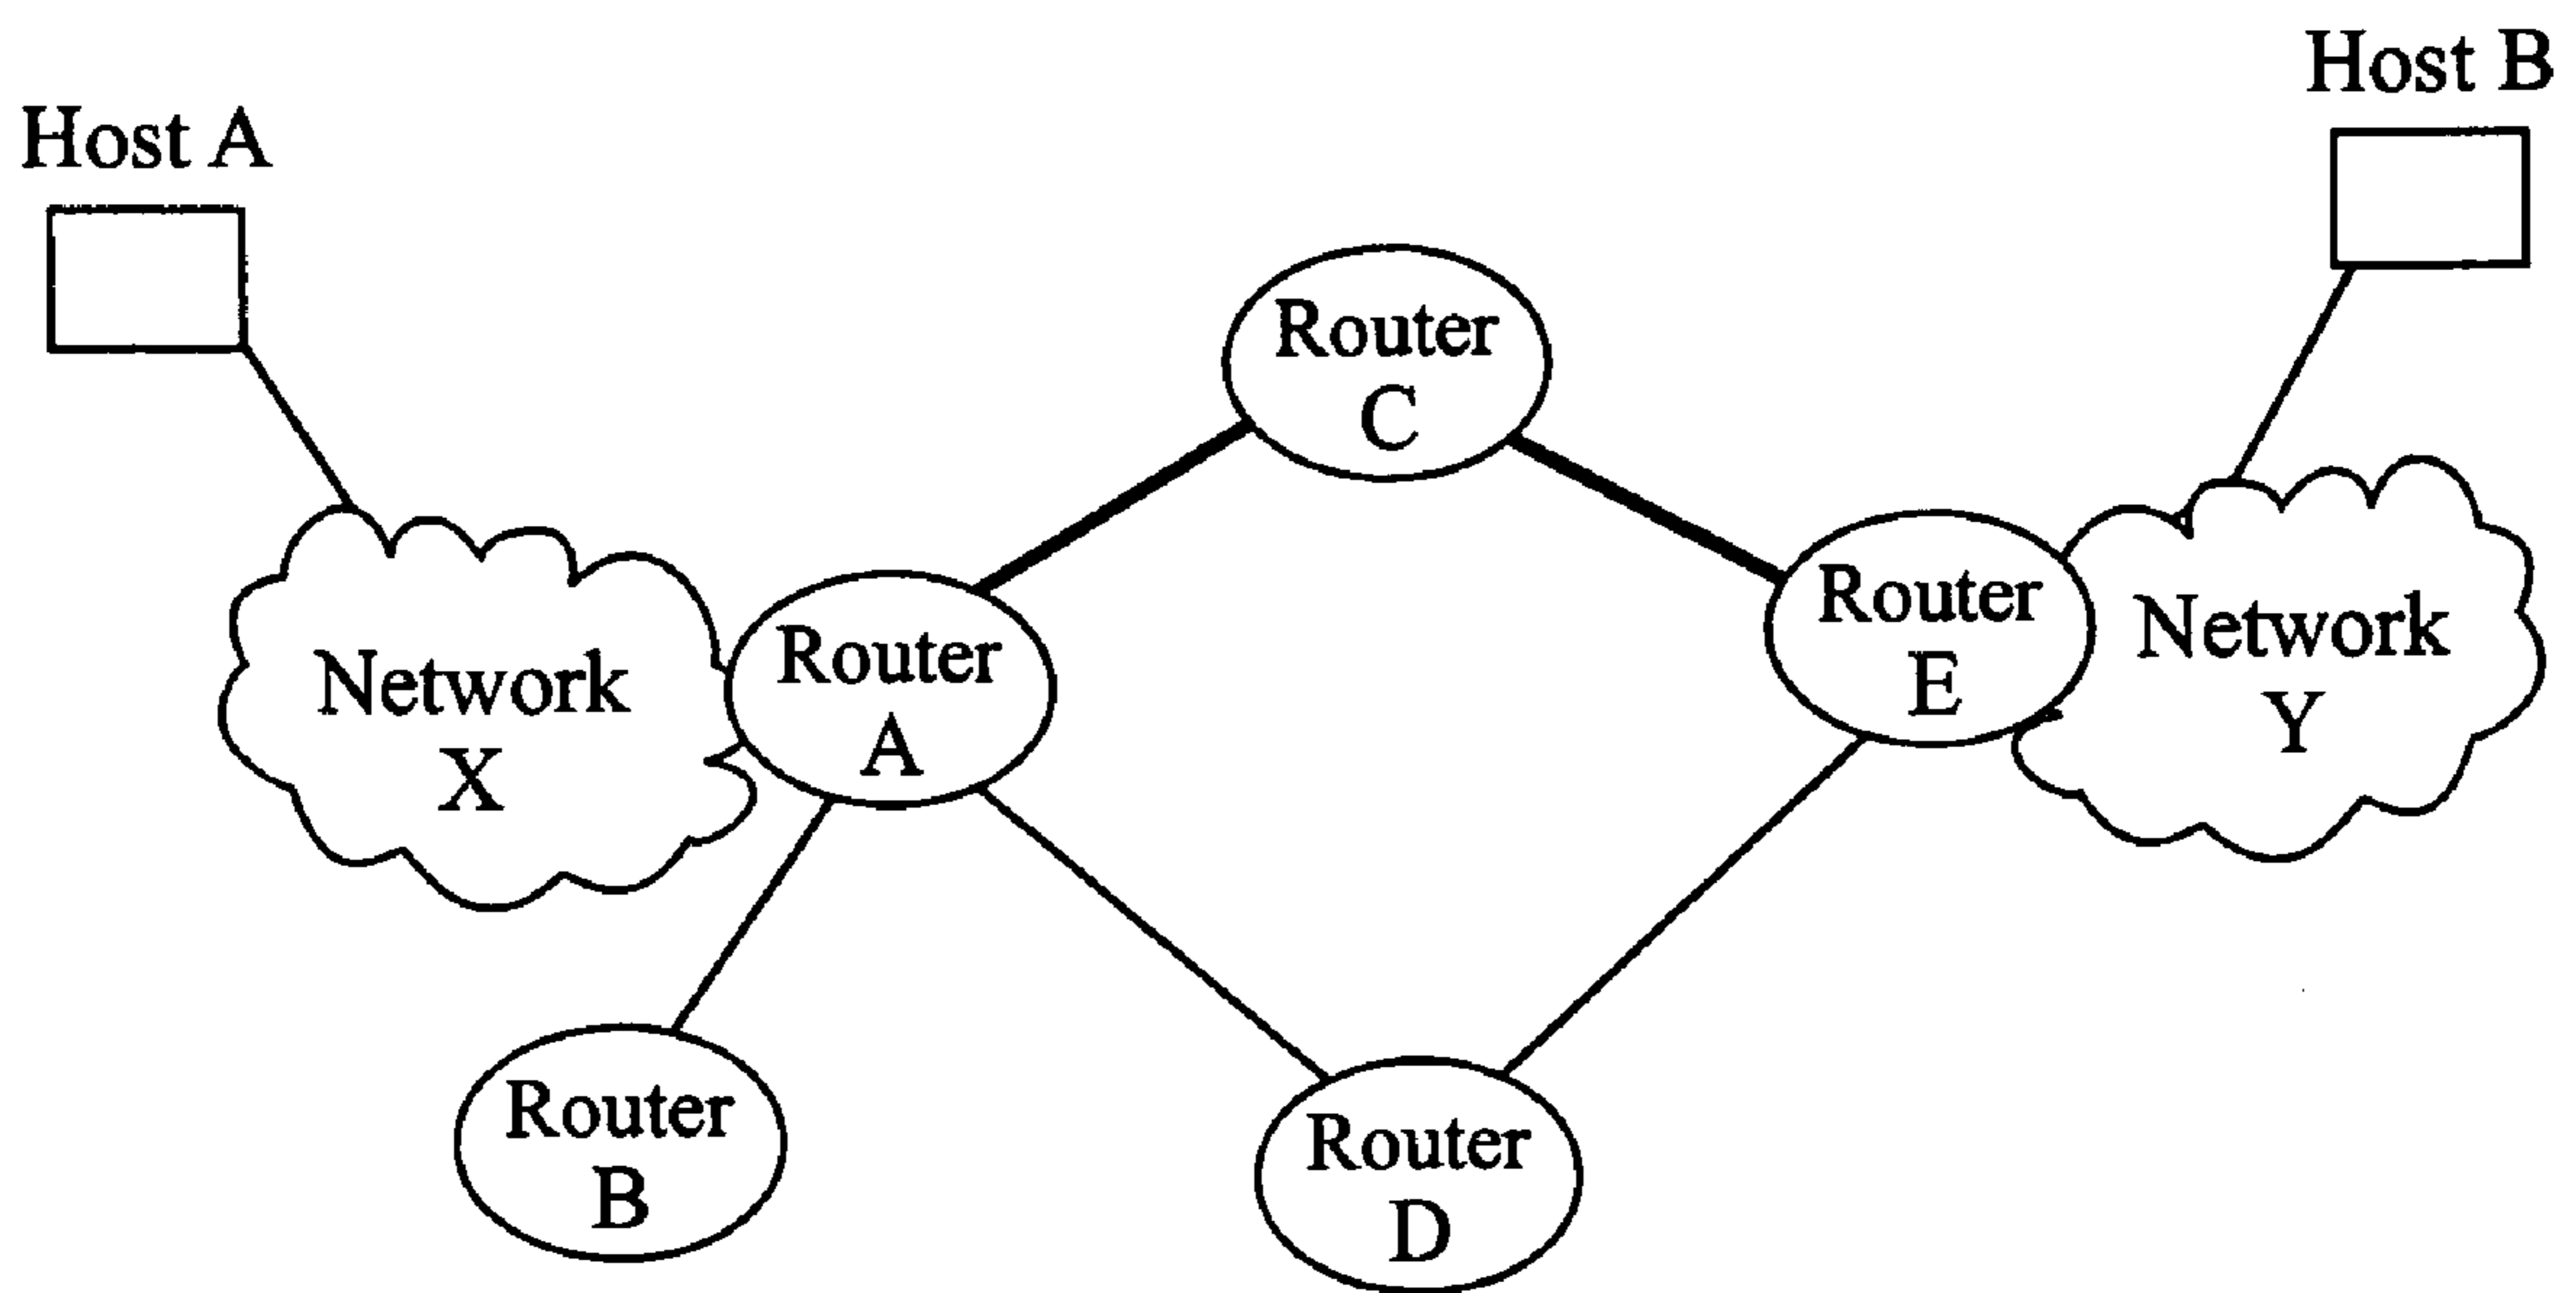 Host B
Host A
Router
C
Router
E
Network
Y
Router
A
Network
X
Router
B
Router
D